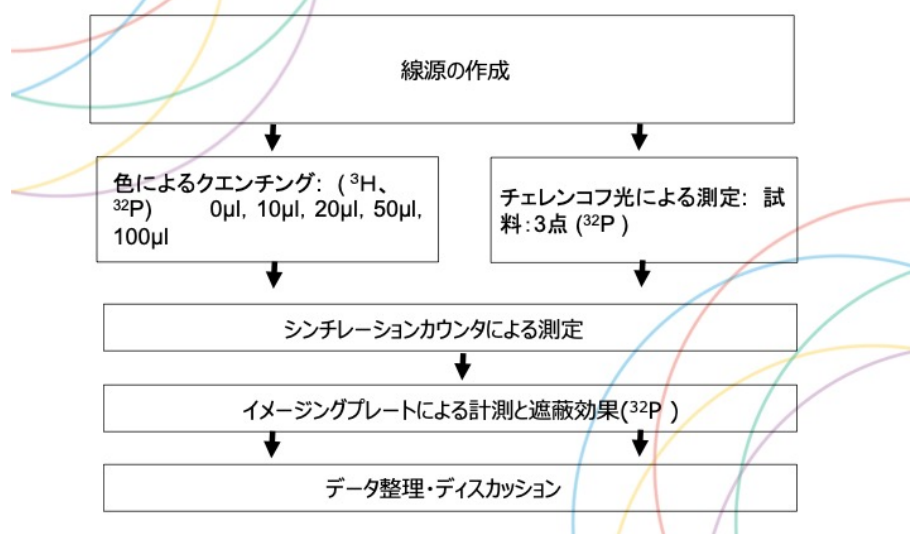 線源の作成
色によるクエンチング: (³H、
³²P) 0μl, 10μl, 20μl, 50μl,
100μl
チェレンコフ光による測定: 試
料:3点 (³²P )
シンチレーションカウンタによる測定
イメージングプレートによる計測と遮蔽効果(³²P )
データ整理・ディスカッション